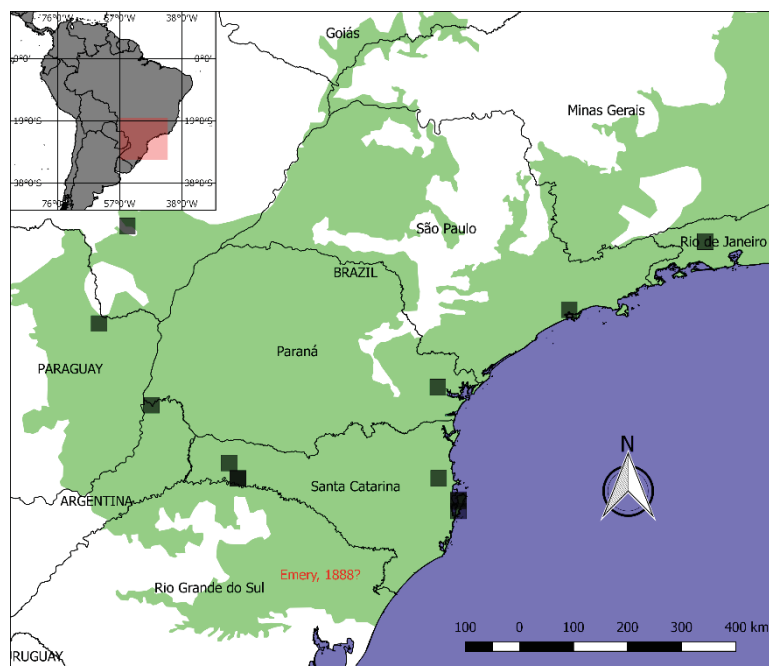 76°0'W 57°0'W 38°0'W
0°0' 0°0'
19°0'S 19°0'S
38°0'S 38°0'S
76°0'W 57°0'W 38°0'W
Goiás
Minas Gerais
São Paulo
Rio de Janeiro
BRAZIL
Paraná
PARAGUAY
N
Santa Catarina
ARGENTINA
Emery, 1888?
Rio Grande do Sul
100 0 100 200 300 400 km
URUGUAY